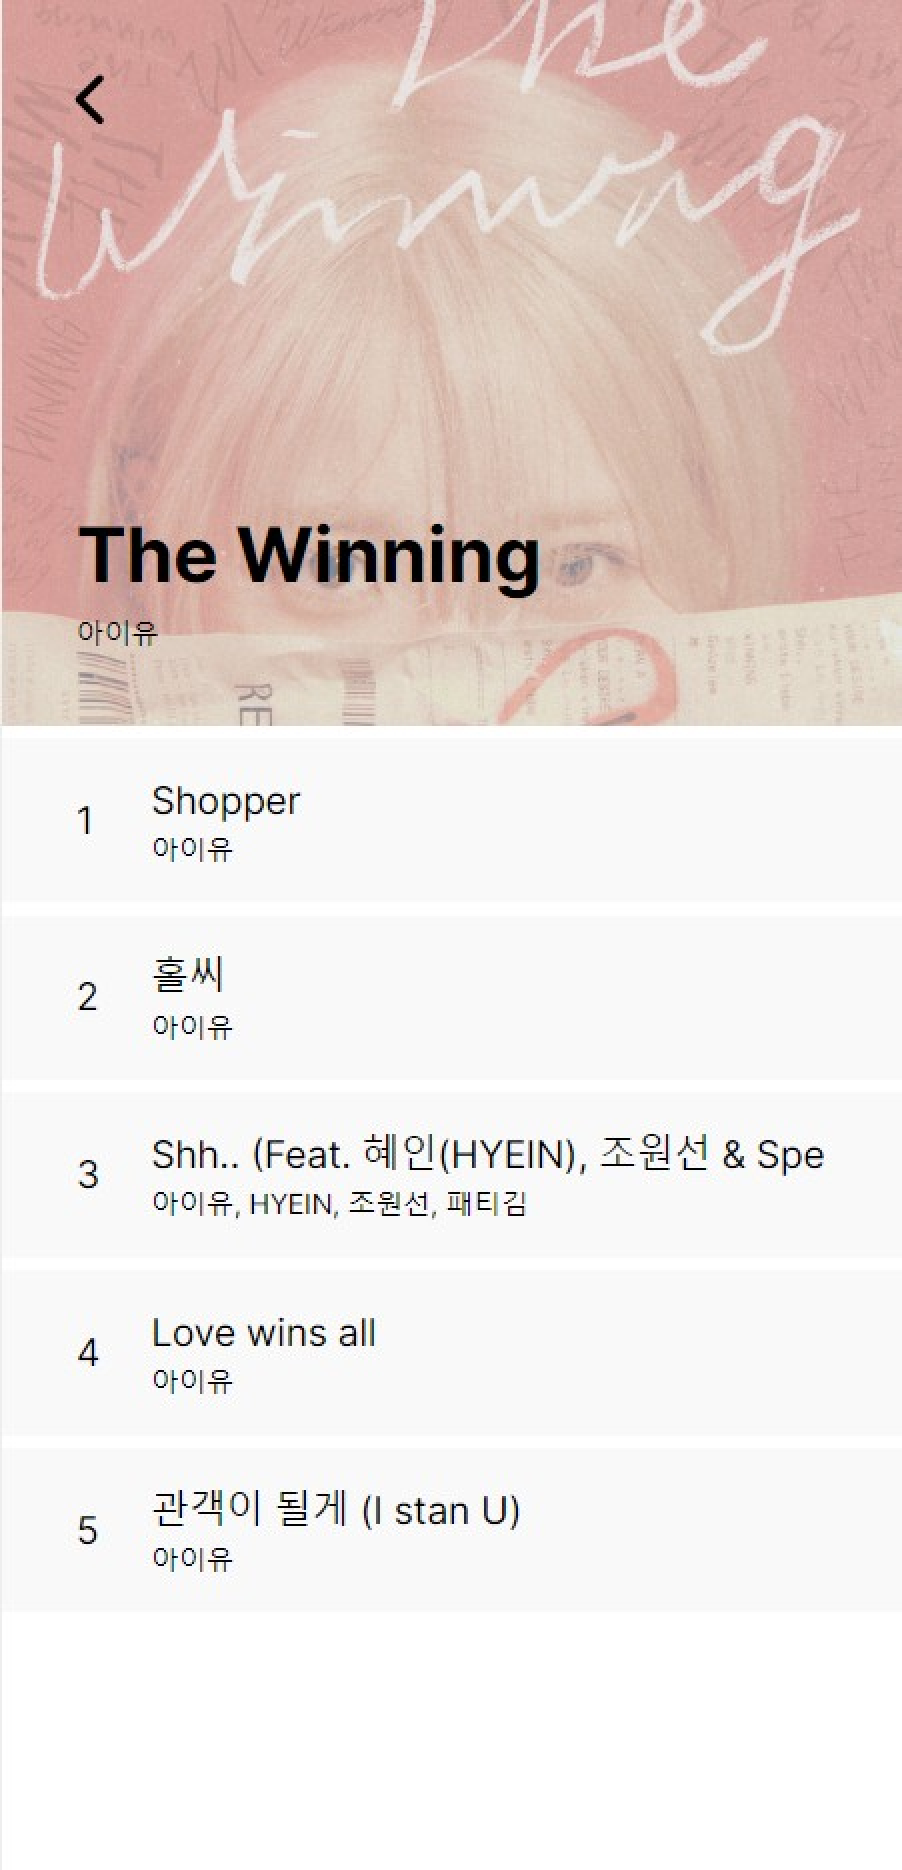 The
Winning
The Winning
아이유
RE
1
Shopper
아이유
2
홀씨
아이유
3
Shh.. (Feat. 혜인(HYEIN), 조원선 & Spe
아이유, HYEIN, 조원선, 패티김
4
Love wins all
아이유
5
관객이 될게 (I stan U)
아이유